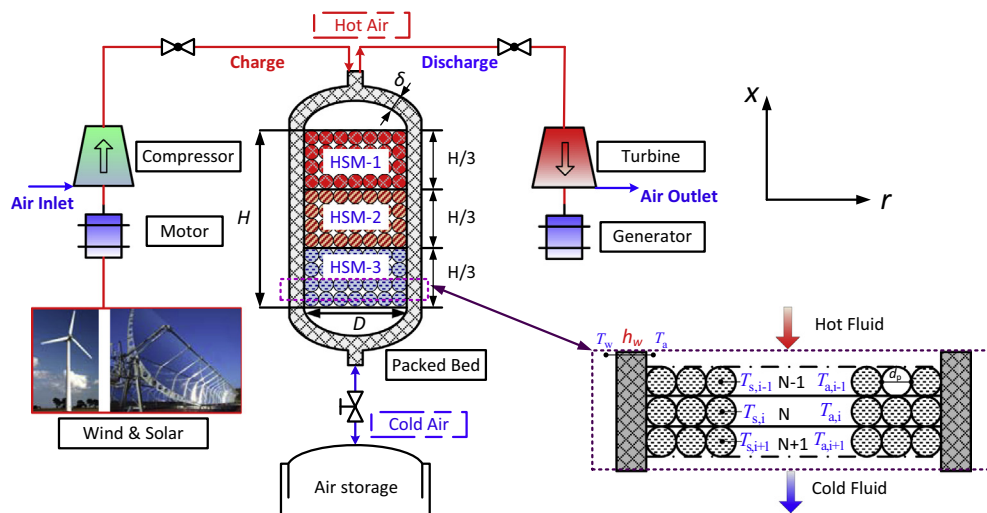 Hot Air
Charge
Discharge
δ
x
r
Compressor
HSM-1
H/3
Turbine
Air Inlet
Air Outlet
H
HSM-2
H/3
Motor
Generator
HSM-3
H/3
D
Packed Bed
Hot Fluid
Wind & Solar
Cold Air
Air storage
Tw hw Ta
Ts,i-1 N-1 Ta,i-1 dp
Ts,i N Ta,i
Ts,i+1 N+1 Ta,i+1
Cold Fluid